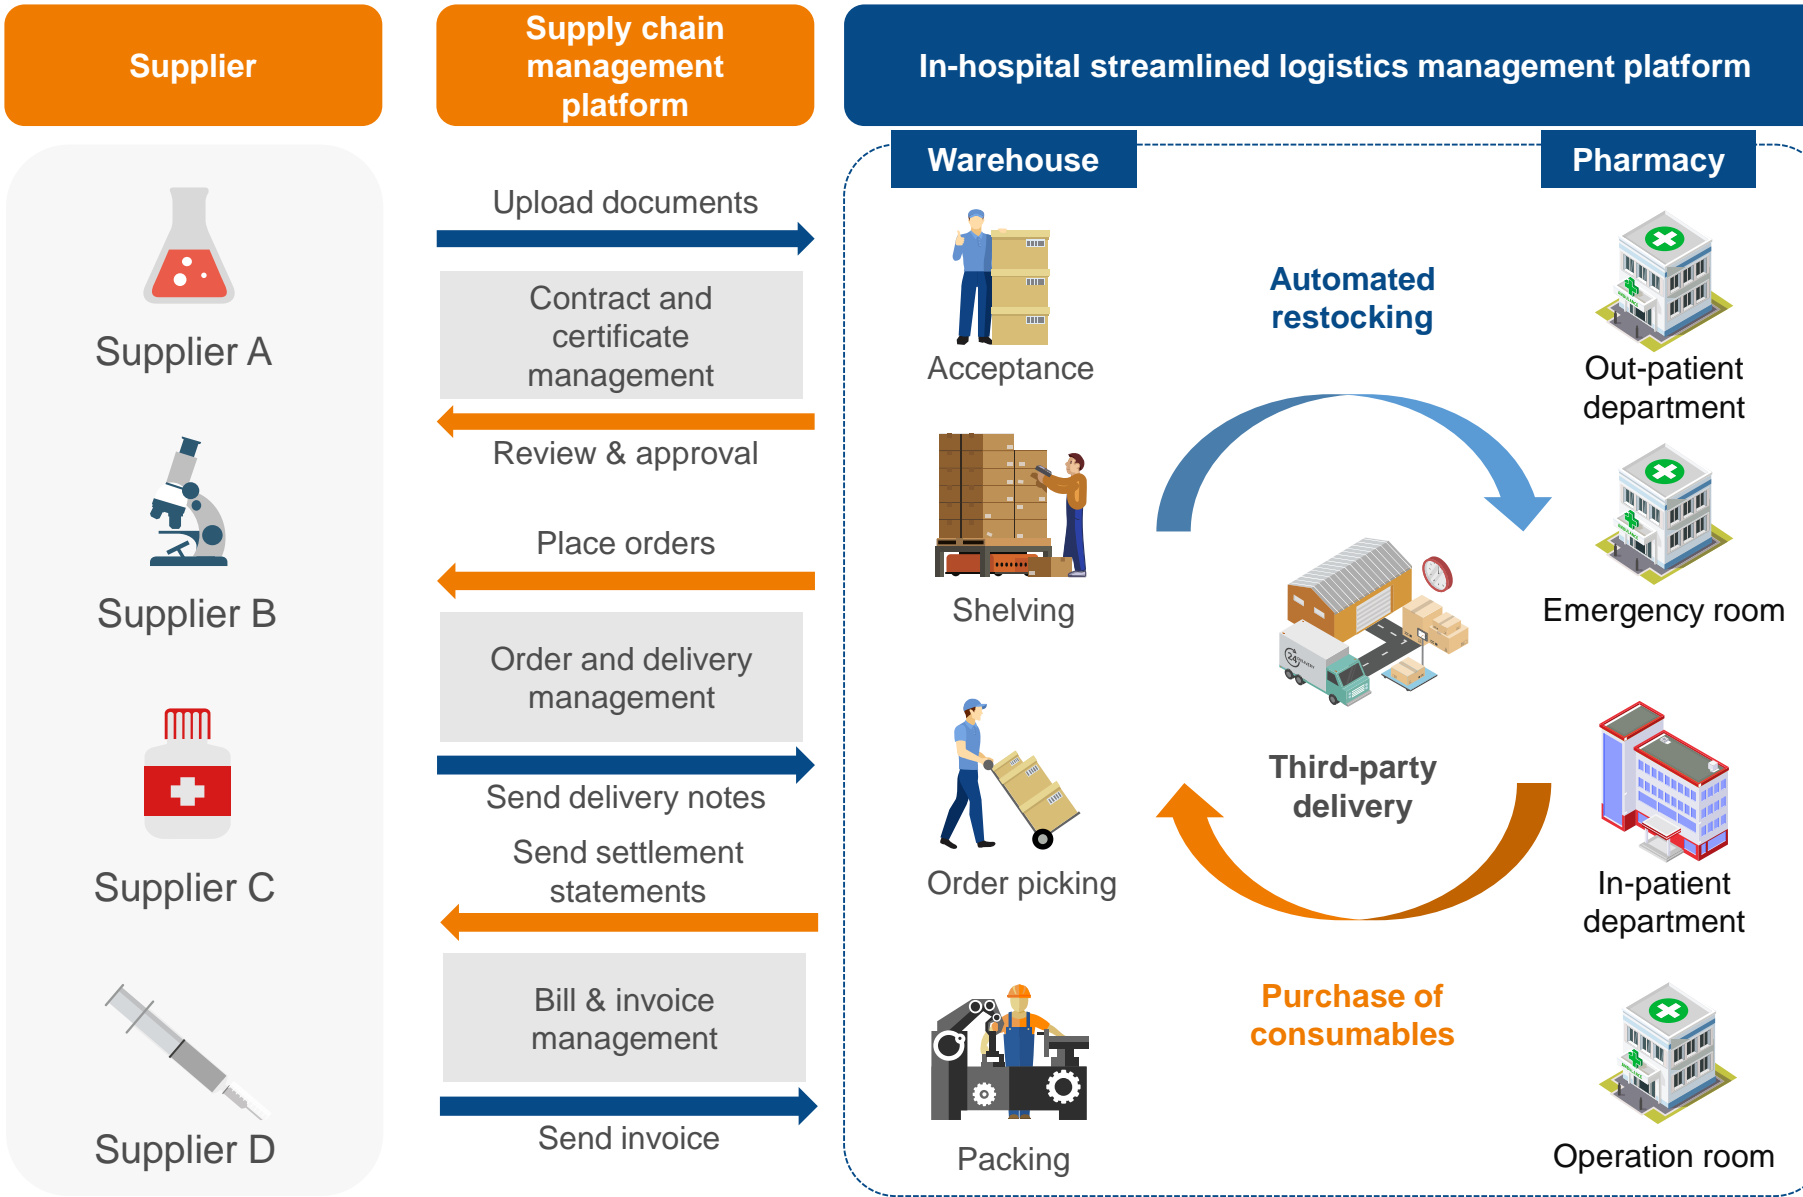 Supplier
Supply chain
management
platform
In-hospital streamlined logistics management platform
Supplier A
Supplier B
Supplier C
Supplier D
Upload documents
Contract and
certificate
management
Review & approval
Place orders
Order and delivery
management
Send delivery notes
Send settlement
statements
Bill & invoice
management
Send invoice
Warehouse
Acceptance
Shelving
Order picking
Packing
Automated
restocking
24
Third-party
delivery
Purchase of
consumables
Pharmacy
Out-patient
department
Emergency room
In-patient
department
Operation room